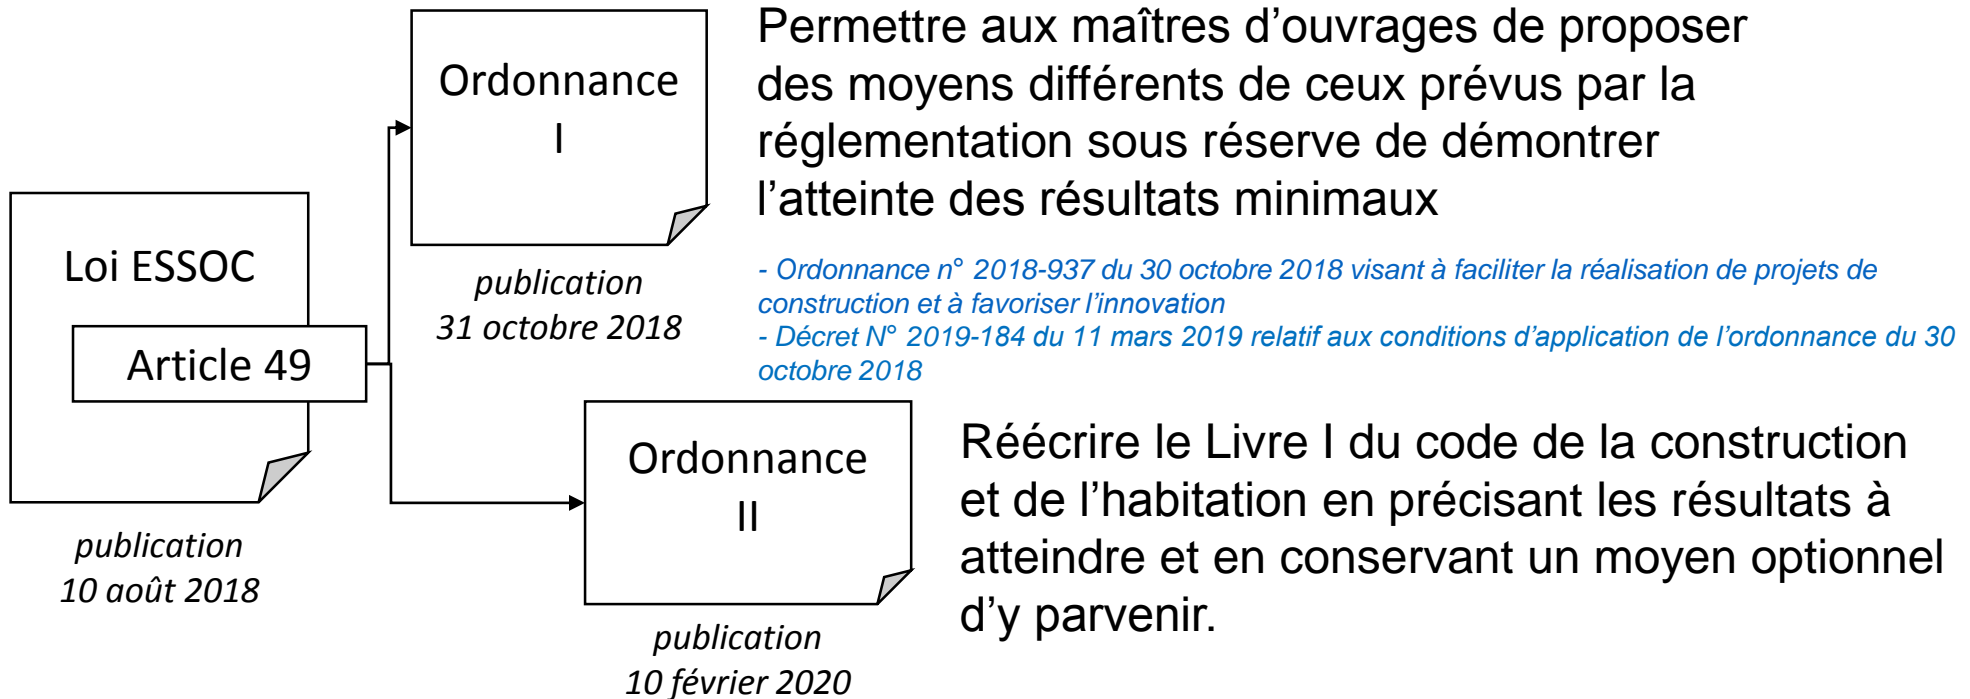 Loi ESSOC
Article 49
publication
10 août 2018
Ordonnance
I
publication
31 octobre 2018
Permettre aux maîtres d’ouvrages de proposer
des moyens différents de ceux prévus par la
réglementation sous réserve de démontrer
l’atteinte des résultats minimaux
- Ordonnance n° 2018-937 du 30 octobre 2018 visant à faciliter la réalisation de projets de
construction et à favoriser l’innovation
- Décret N° 2019-184 du 11 mars 2019 relatif aux conditions d’application de l’ordonnance du 30
octobre 2018
Ordonnance
II
publication
10 février 2020
Réécrire le Livre I du code de la construction
et de l’habitation en précisant les résultats à
atteindre et en conservant un moyen optionnel
d’y parvenir.